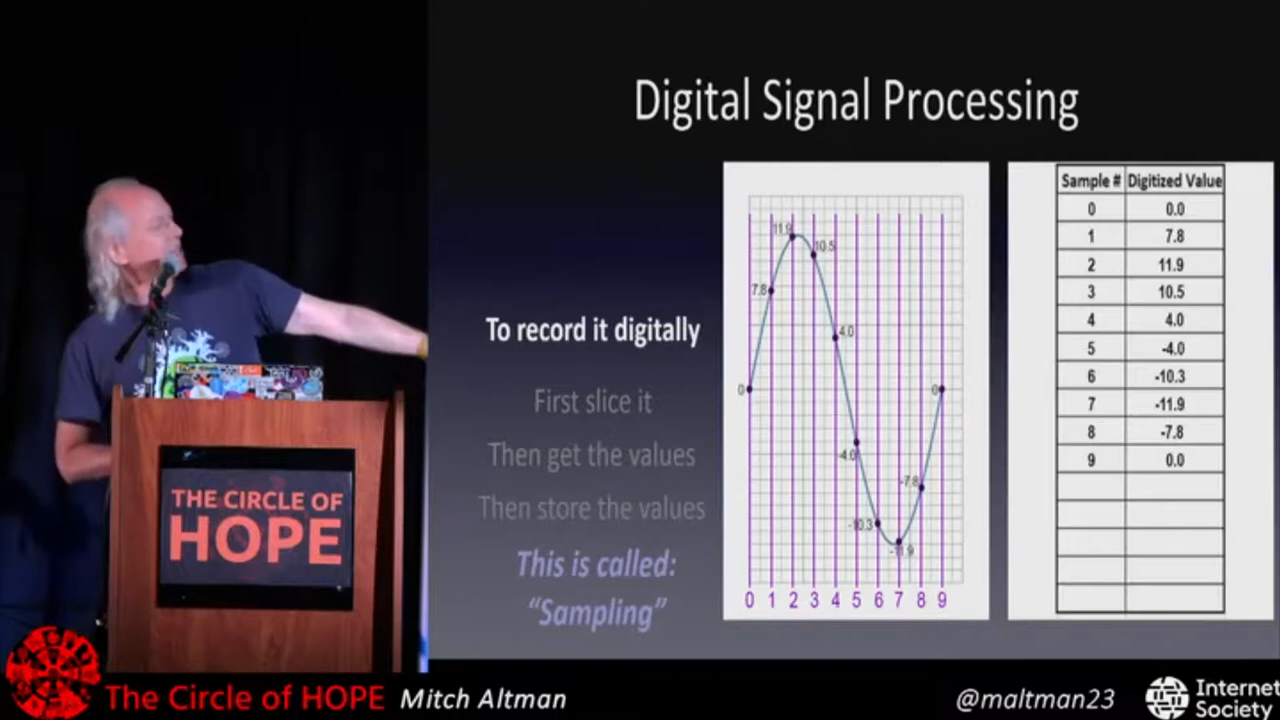 Digital Signal Processing
To record it digitally
First slice it
Then get the values
Then store the values
This is called:
“Sampling”
11.9
10.5
7.8
4.0
0
0
-4.0
-7.8
-10.3
-11.9
0 1 2 3 4 5 6 7 8 9
Sample # Digitized Value
0 0.0
1 7.8
2 11.9
3 10.5
4 4.0
5 -4.0
6 -10.3
7 -11.9
8 -7.8
9 0.0
THE CIRCLE OF
HOPE
The Circle of HOPE Mitch Altman @maltman23
Internet
Society